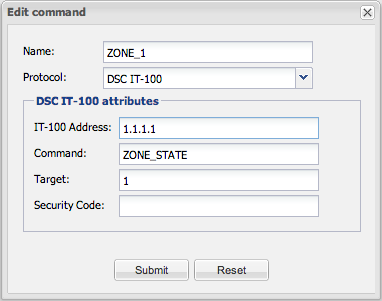 Edit command
Name: ZONE_1
Protocol: DSC IT-100
DSC IT-100 attributes
IT-100 Address: 1.1.1.1
Command: ZONE_STATE
Target: 1
Security Code:
Submit Reset